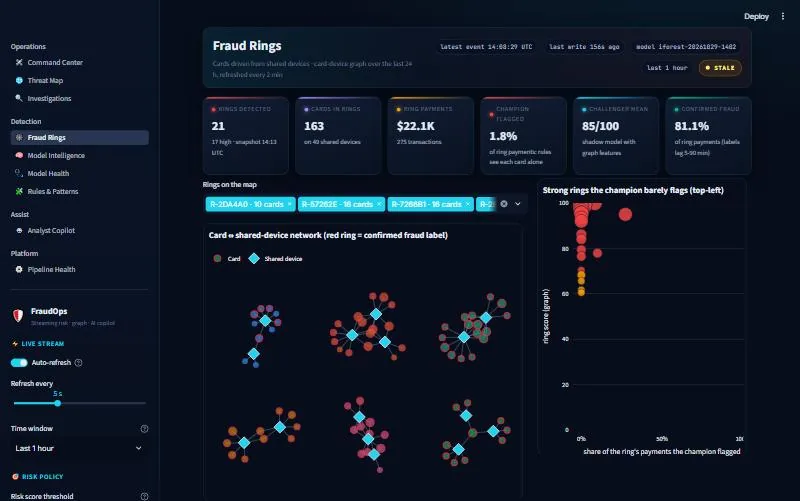 Deploy
Operations
Command Center
Threat Map
Investigations
Detection
Fraud Rings
Model Intelligence
Model Health
Rules & Patterns
Assist
Analyst Copilot
Platform
Pipeline Health
FraudOps
Streaming risk · graph · AI copilot
LIVE STREAM
Auto-refresh
Refresh every
5 s
Time window
Last 1 hour
RISK POLICY
Risk score threshold
Fraud Rings
Cards driven from shared devices · card-device graph over the last 24
h, refreshed every 2 min
latest event 14:08:29 UTC
last write 156s ago
model iforest-20261029-1402
last 1 hour
STALE
RINGS DETECTED
21
17 high · snapshot 14:13
UTC
CARDS IN RINGS
163
on 49 shared devices
RING PAYMENTS
$22.1K
275 transactions
CHAMPION
FLAGGED
1.8%
of ring payments: rules
see each card alone
CHALLENGER MEAN
85/100
shadow model with
graph features
CONFIRMED FRAUD
81.1%
of ring payments (labels
lag 5-90 min)
Rings on the map
R-2DA4A0 · 10 cards ×
R-57262E · 18 cards ×
R-7266B1 · 16 cards ×
Card ↔ shared-device network (red ring = confirmed fraud label)
Card
Shared device
Strong rings the champion barely flags (top-left)
ring score (graph)
100
80
60
40
20
0
0%
50%
share of the ring's payments the champion flagged